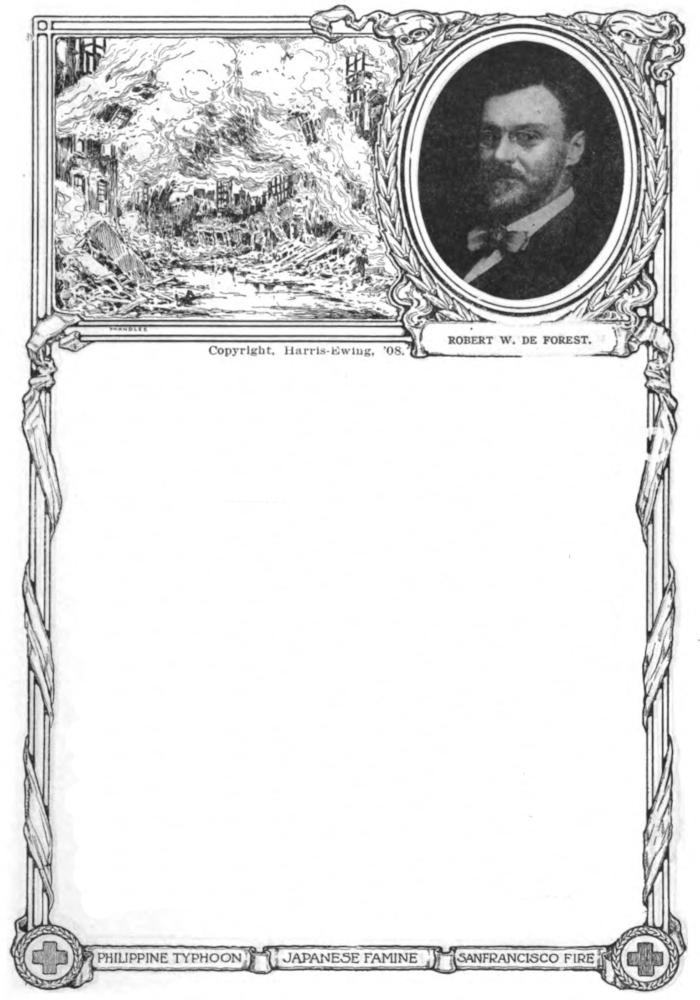 ROBERT W. DE FOREST.
Copyright, Harris-Ewing, '08.
PHILIPPINE TYPHOON
JAPANESE FAMINE
SANFRANCISCO FIRE